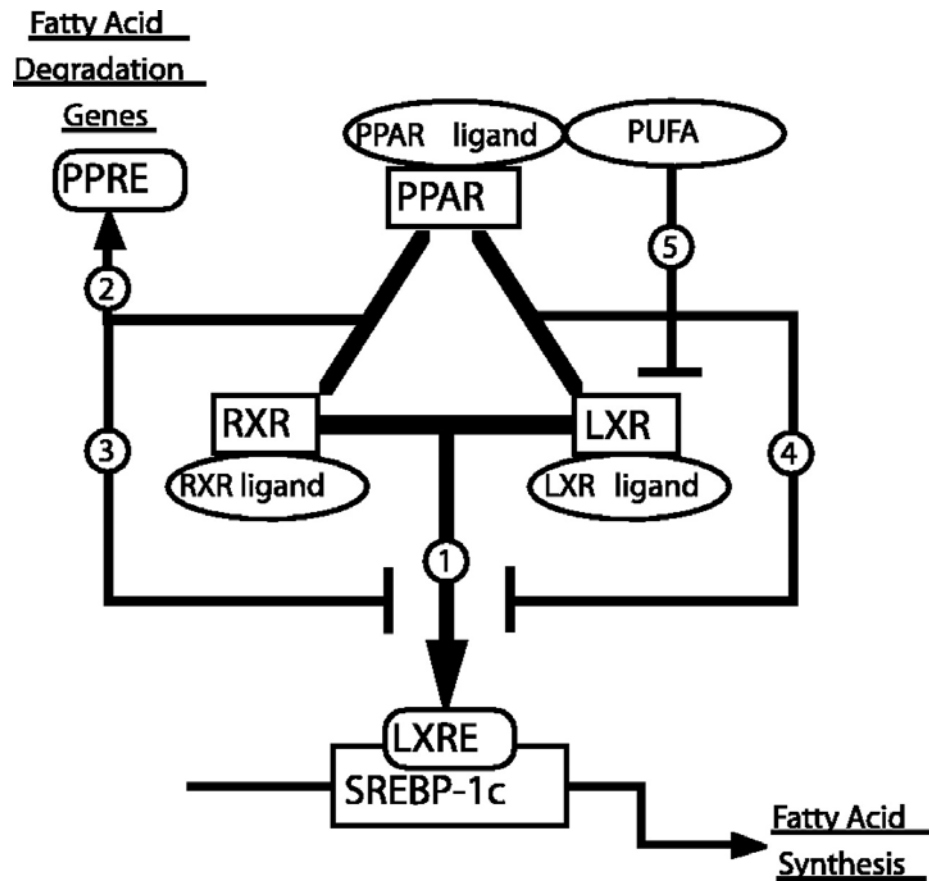 Fatty Acid
Degradation
Genes
PPRE
PPAR ligand
PUFA
PPAR
5
2
RXR
LXR
3
4
RXR ligand
LXR ligand
1
LXRE
SREBP-1c
Fatty Acid
Synthesis